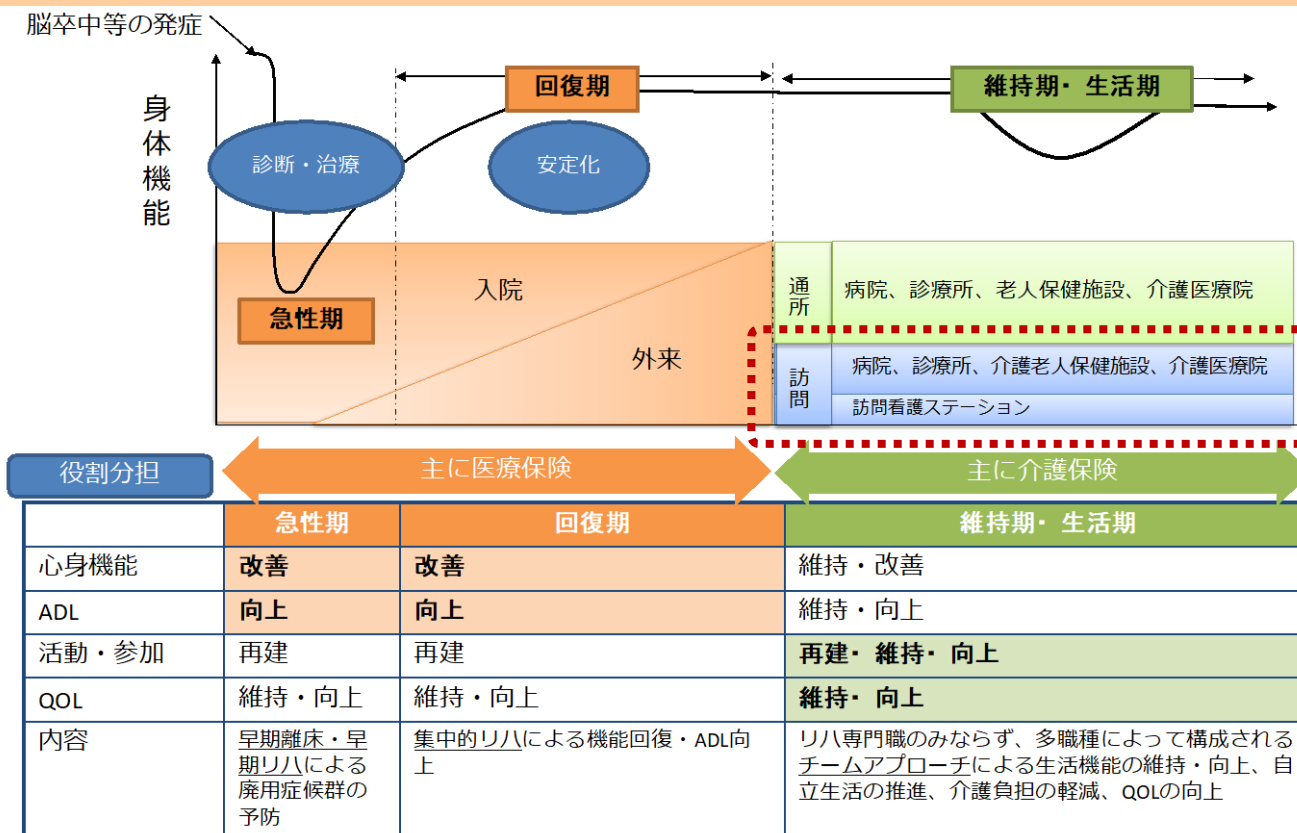 脳卒中等の発症
身体機能
回復期
維持期・ 生活期
診断・治療
安定化
急性期
入院
外来
通所
病院、診療所、老人保健施設、介護医療院
訪問
病院、診療所、介護老人保健施設、介護医療院
訪問看護ステーション
役割分担
主に医療保険
主に介護保険
急性期 回復期 維持期・ 生活期
心身機能 改善 改善 維持・改善
ADL 向上 向上 維持・向上
活動・参加 再建 再建 再建・ 維持・ 向上
QOL 維持・向上 維持・向上 維持・ 向上
内容
早期離床・早
期リハによる
廃用症候群の
予防
集中的リハによる機能回復・ADL向
上
リハ専門職のみならず、多職種によって構成される
チームアプローチによる生活機能の維持・向上、自
立生活の推進、介護負担の軽減、QOLの向上